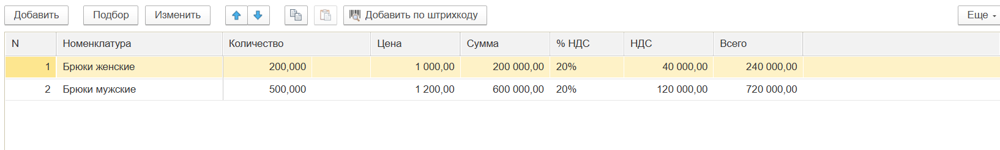 Добавить Подбор Изменить Добавить по штрихкоду Еще
N Номенклатура Количество Цена Сумма % НДС НДС Всего
1 Брюки женские 200,000 1 000,00 200 000,00 20% 40 000,00 240 000,00
2 Брюки мужские 500,000 1 200,00 600 000,00 20% 120 000,00 720 000,00